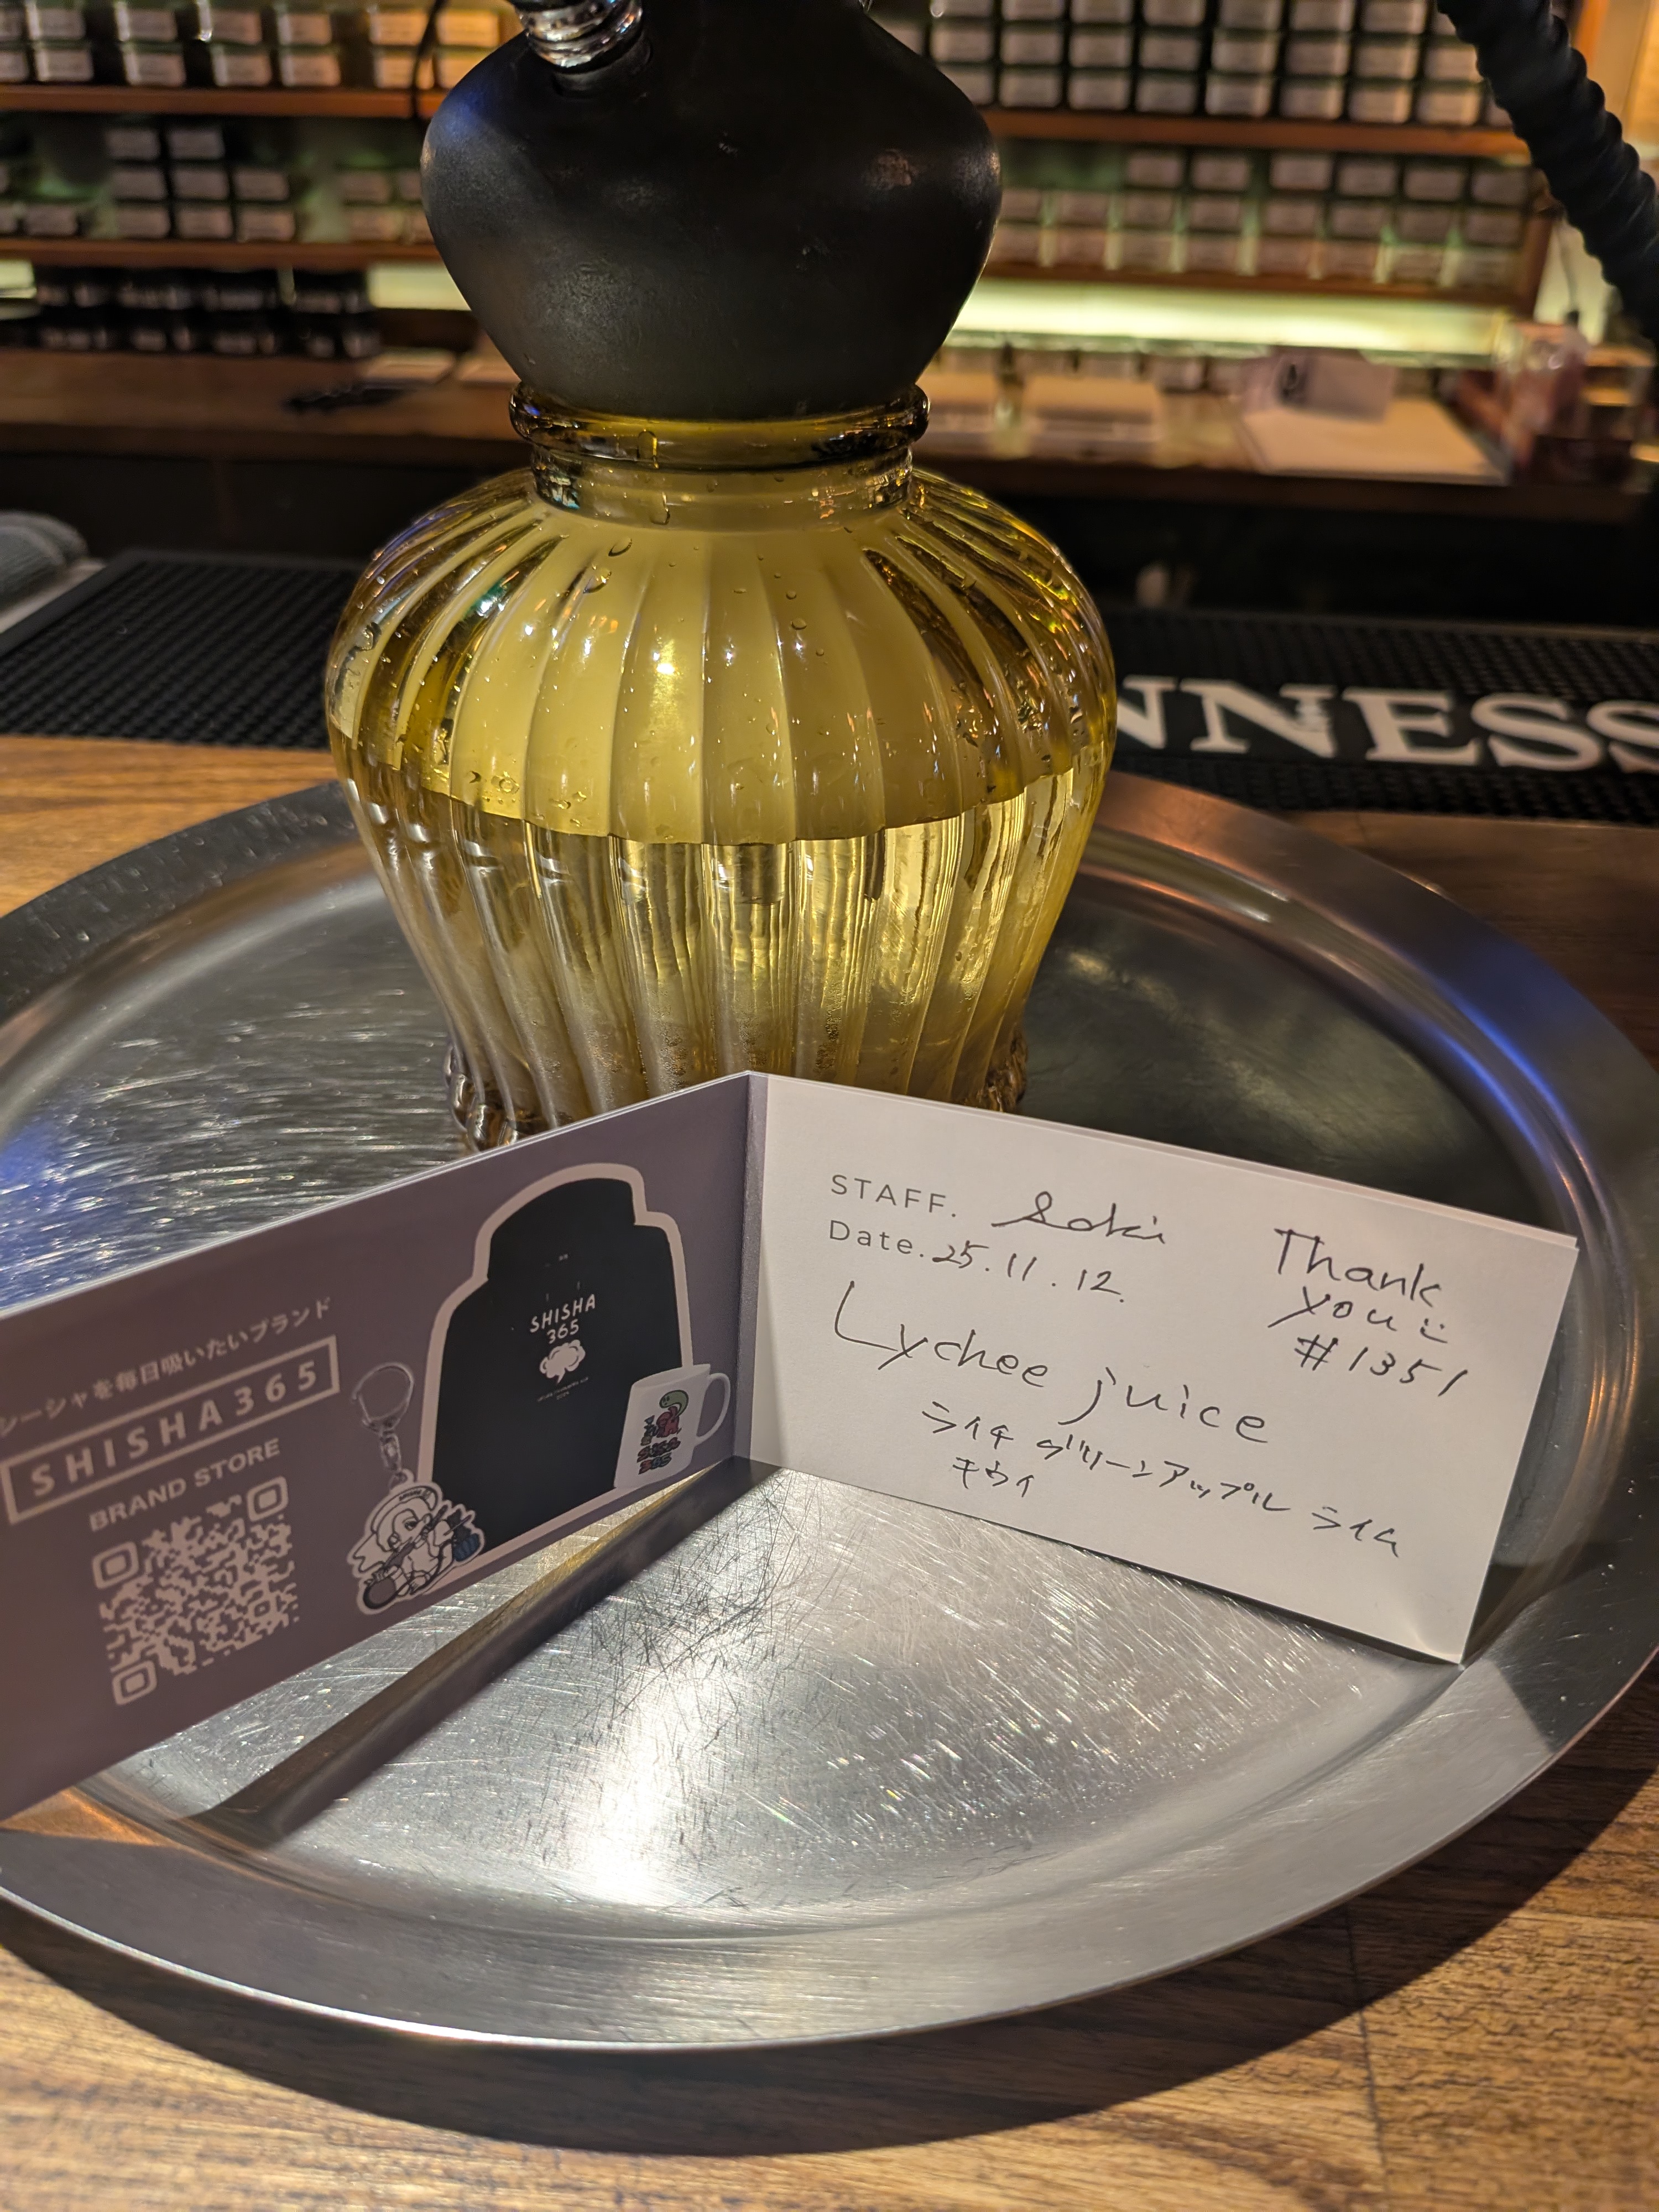 NNESS
シーシャを毎日吸いたいブランド
SHISHA365
BRAND STORE
SHISHA
365
STAFF. Saki
Date. 25.11.12.
Thank
you
#1351
Lychee juice
ライチ グリーンアップル ライム
キウイ